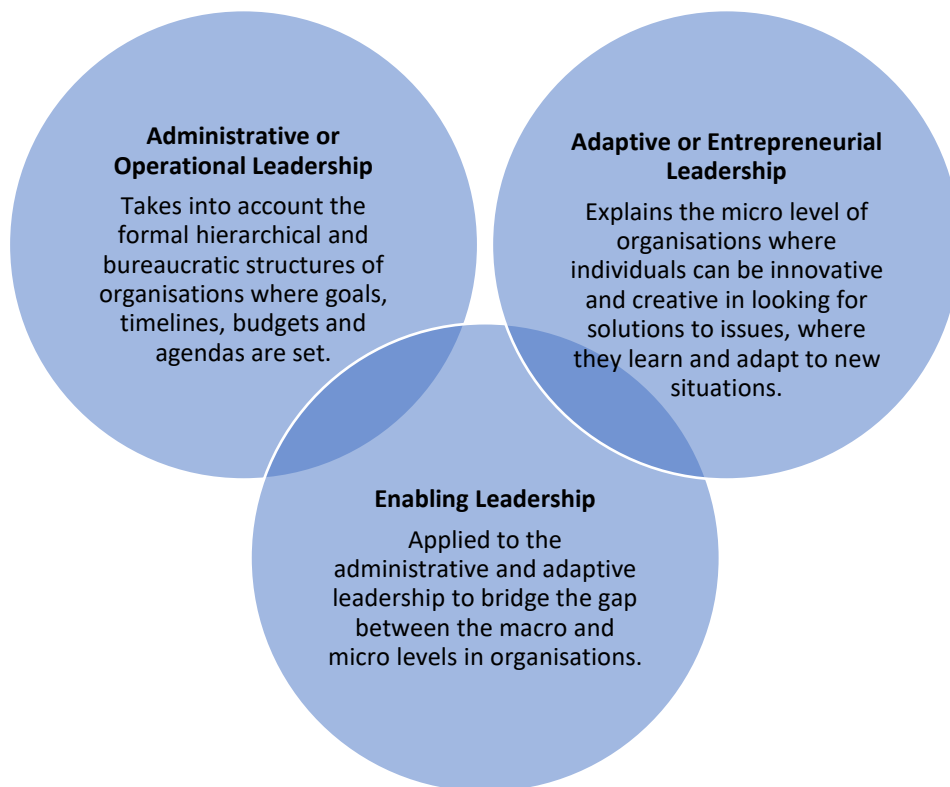 Administrative or
Operational Leadership
Takes into account the
formal hierarchical and
bureaucratic structures of
organisations where goals,
timelines, budgets and
agendas are set.
Adaptive or Entrepreneurial
Leadership
Explains the micro level of
organisations where
individuals can be innovative
and creative in looking for
solutions to issues, where
they learn and adapt to new
situations.
Enabling Leadership
Applied to the
administrative and adaptive
leadership to bridge the gap
between the macro and
micro levels in organisations.